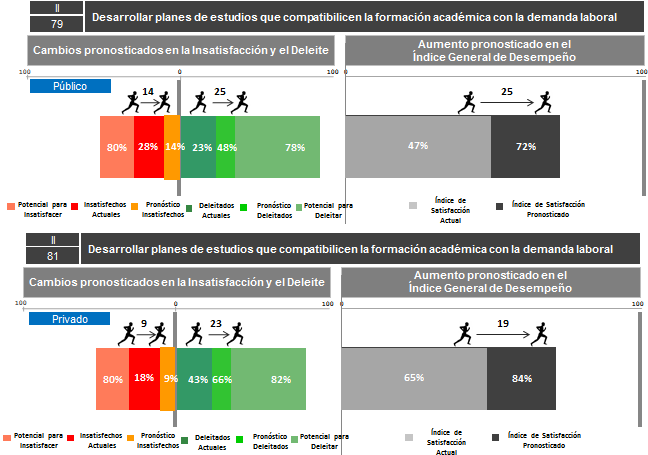 II
79
Desarrollar planes de estudios que compatibilicen la formación académica con la demanda laboral
Cambios pronosticados en la Insatisfacción y el Deleite
Aumento pronosticado en el
Índice General de Desempeño
100 0 100 0 100
Público
14 25 25
80% 28% 14% 23% 48% 78% 47% 72%
Potencial para
Insatisfacer
Insatisfechos
Actuales
Pronóstico
Insatisfechos
Deleitados
Actuales
Pronóstico
Deleitados
Potencial para
Deleitar
Índice de
Satisfacción
Actual
Índice de Satisfacción
Pronosticado
II
81
Desarrollar planes de estudios que compatibilicen la formación académica con la demanda laboral
Cambios pronosticados en la Insatisfacción y el Deleite
Aumento pronosticado en el
Índice General de Desempeño
100 0 100 0 100
Privado
9 23 19
80% 18% 9% 43% 66% 82% 65% 84%
Potencial para
Insatisfacer
Insatisfechos
Actuales
Pronóstico
Insatisfechos
Deleitados
Actuales
Pronóstico
Deleitados
Potencial para
Deleitar
Índice de
Satisfacción
Actual
Índice de Satisfacción
Pronosticado